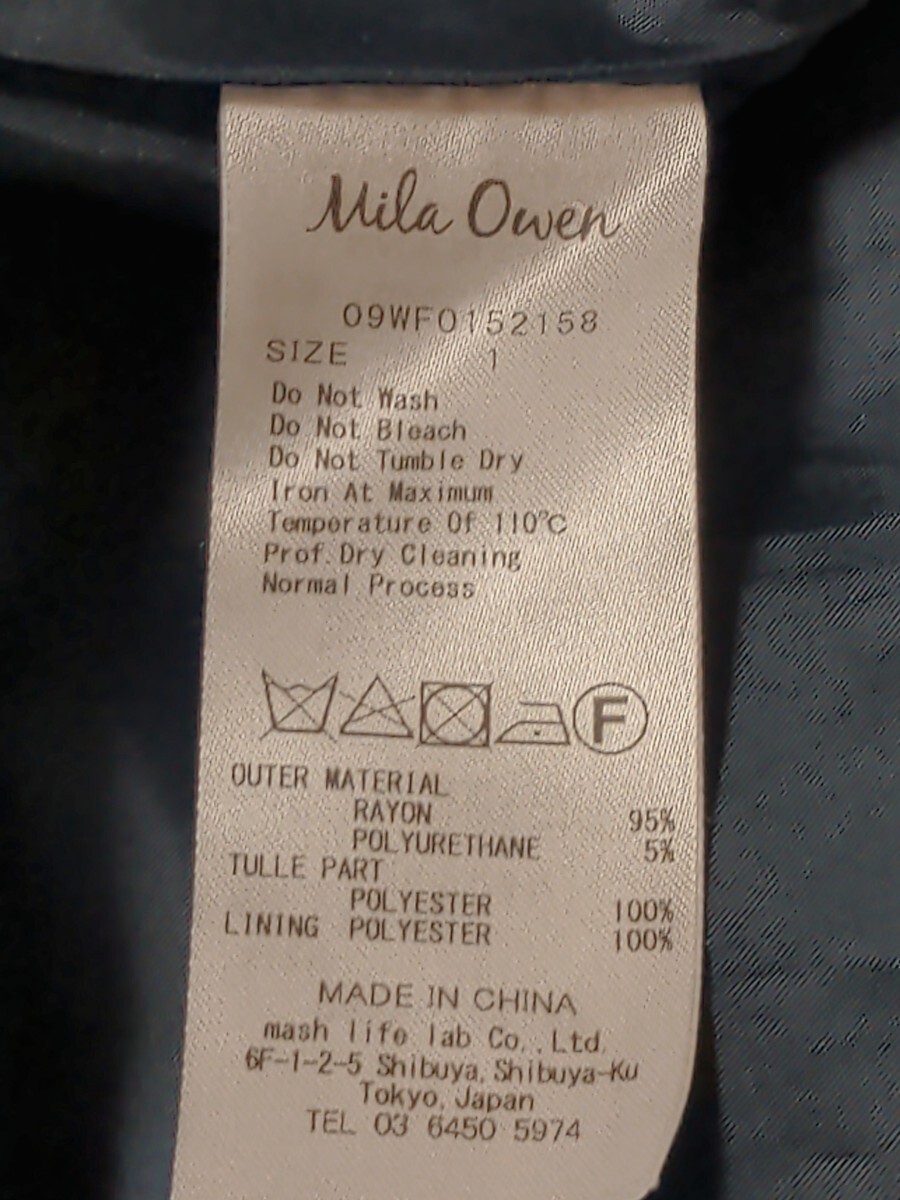 Mila Owen
09WF0152158
SIZE 1
Do Not Wash
Do Not Bleach
Do Not Tumble Dry
Iron At Maximum
Temperature Of 110℃
Prof.Dry Cleaning
Normal Process
F
OUTER MATERIAL
RAYON 95%
POLYURETHANE 5%
TULLE PART
POLYESTER 100%
LINING POLYESTER 100%
MADE IN CHINA
mash life lab Co.,Ltd.
6F-1-2-5 Shibuya,Shibuya-Ku
Tokyo,Japan
TEL 03 6450 5974